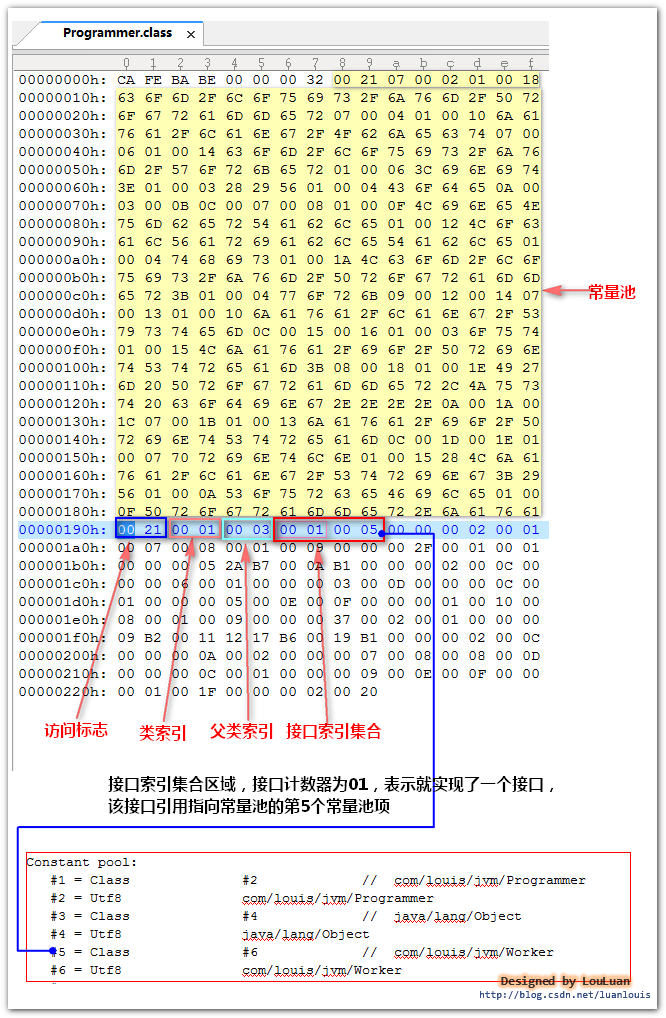 Programmer.class ×
0 1 2 3 4 5 6 7 8 9 a b c d e f
00000000h: CA FE BA BE 00 00 00 32 00 21 07 00 02 01 00 18
00000010h: 63 6F 6D 2F 6C 6F 75 69 73 2F 6A 76 6D 2F 50 72
00000020h: 6F 67 72 61 6D 6D 65 72 07 00 04 01 00 10 6A 61
00000030h: 76 61 2F 6C 61 6E 67 2F 4F 62 6A 65 63 74 07 00
00000040h: 06 01 00 14 63 6F 6D 2F 6C 6F 75 69 73 2F 6A 76
00000050h: 6D 2F 57 6F 72 6B 65 72 01 00 06 3C 69 6E 69 74
00000060h: 3E 01 00 03 28 29 56 01 00 04 43 6F 64 65 0A 00
00000070h: 03 00 0B 0C 00 07 00 08 01 00 0F 4C 69 6E 65 4E
00000080h: 75 6D 62 65 72 54 61 62 6C 65 01 00 12 4C 6F 63
00000090h: 61 6C 56 61 72 69 61 62 6C 65 54 61 62 6C 65 01
000000a0h: 00 04 74 68 69 73 01 00 1A 4C 63 6F 6D 2F 6C 6F
000000b0h: 75 69 73 2F 6A 76 6D 2F 50 72 6F 67 72 61 6D 6D
000000c0h: 65 72 3B 01 00 04 77 6F 72 6B 09 00 12 00 14 07
000000d0h: 00 13 01 00 10 6A 61 76 61 2F 6C 61 6E 67 2F 53
000000e0h: 79 73 74 65 6D 0C 00 15 00 16 01 00 03 6F 75 74
000000f0h: 01 00 15 4C 6A 61 76 61 2F 69 6F 2F 50 72 69 6E
00000100h: 74 53 74 72 65 61 6D 3B 08 00 18 01 00 1E 49 27
00000110h: 6D 20 50 72 6F 67 72 61 6D 6D 65 72 2C 4A 75 73
00000120h: 74 20 63 6F 64 69 6E 67 2E 2E 2E 2E 0A 00 1A 00
00000130h: 1C 07 00 1B 01 00 13 6A 61 76 61 2F 69 6F 2F 50
00000140h: 72 69 6E 74 53 74 72 65 61 6D 0C 00 1D 00 1E 01
00000150h: 00 07 70 72 69 6E 74 6C 6E 01 00 15 28 4C 6A 61
00000160h: 76 61 2F 6C 61 6E 67 2F 53 74 72 69 6E 67 3B 29
00000170h: 56 01 00 0A 53 6F 75 72 63 65 46 69 6C 65 01 00
00000180h: 0F 50 72 6F 67 72 61 6D 6D 65 72 2E 6A 61 76 61
00000190h: 00 21 00 01 00 03 00 01 00 05 00 00 00 02 00 01
000001a0h: 00 07 00 08 00 01 00 09 00 00 00 2F 00 01 00 01
000001b0h: 00 00 00 05 2A B7 00 0A B1 00 00 00 02 00 0C 00
000001c0h: 00 00 06 00 01 00 00 00 03 00 0D 00 00 00 0C 00
000001d0h: 01 00 00 00 05 00 0E 00 0F 00 00 00 01 00 10 00
000001e0h: 08 00 01 00 09 00 00 00 37 00 02 00 01 00 00 00
000001f0h: 09 B2 00 11 12 17 B6 00 19 B1 00 00 00 02 00 0C
00000200h: 00 00 00 0A 00 02 00 00 00 07 00 08 00 08 00 0D
00000210h: 00 00 00 0C 00 01 00 00 00 09 00 0E 00 0F 00 00
00000220h: 00 01 00 1F 00 00 00 02 00 20
常量池
访问标志 类索引 父类索引 接口索引集合
接口索引集合区域，接口计数器为01，表示就实现了一个接口，
该接口引用指向常量池的第5个常量池项
Constant pool:
#1 = Class #2 // com/louis/jvm/Programmer
#2 = Utf8 com/louis/jvm/Programmer
#3 = Class #4 // java/lang/Object
#4 = Utf8 java/lang/Object
#5 = Class #6 // com/louis/jvm/Worker
#6 = Utf8 com/louis/jvm/Worker
Designed by LouLuan
http://blog.csdn.net/luanlouis